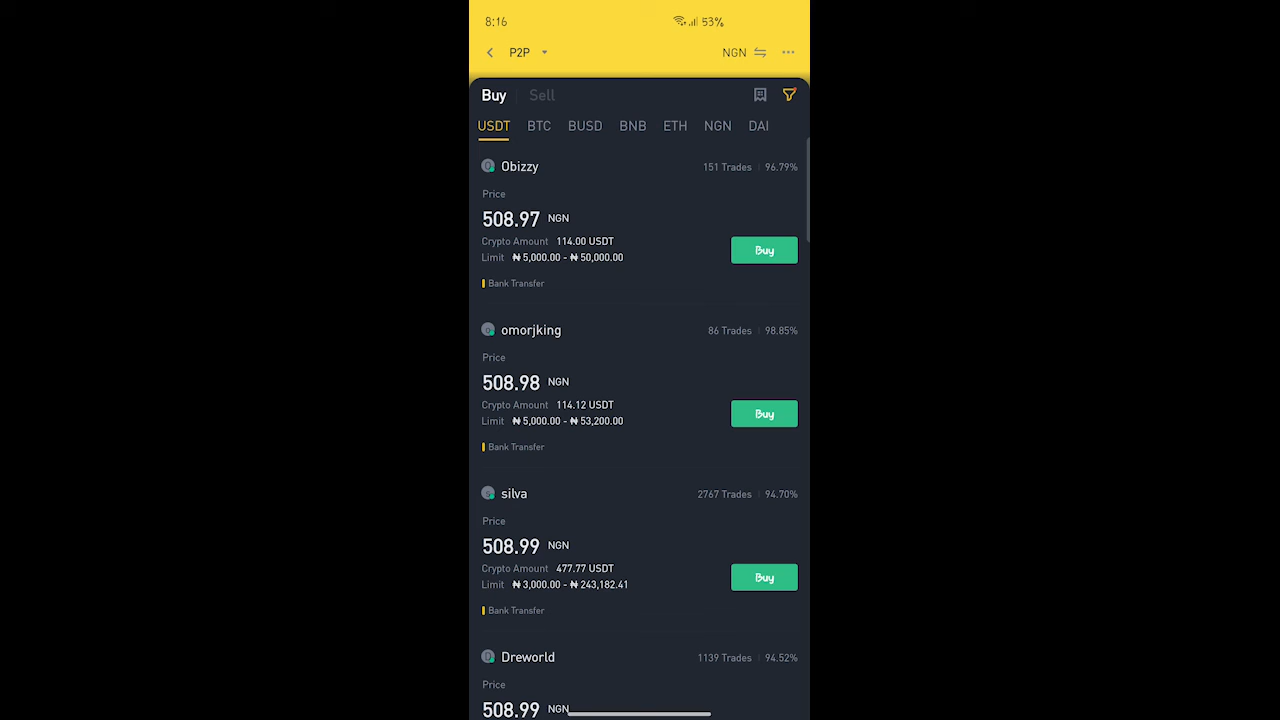 8:16 53%
P2P NGN
Buy Sell
USDT BTC BUSD BNB ETH NGN DAI
Obizzy 151 Trades 96.79%
Price
508.97 NGN
Crypto Amount 114.00 USDT
Limit ₦ 5,000.00 - ₦ 50,000.00
Buy
Bank Transfer
omorjking 86 Trades 98.85%
Price
508.98 NGN
Crypto Amount 114.12 USDT
Limit ₦ 5,000.00 - ₦ 53,200.00
Buy
Bank Transfer
silva 2767 Trades 94.70%
Price
508.99 NGN
Crypto Amount 477.77 USDT
Limit ₦ 3,000.00 - ₦ 243,182.41
Buy
Bank Transfer
Dreworld 1139 Trades 94.52%
Price
508.99 NGN